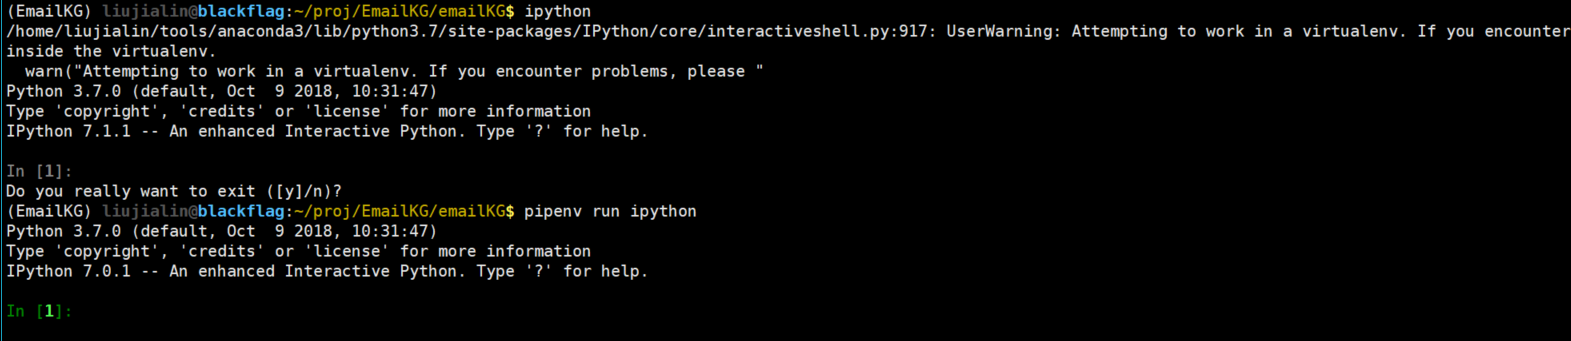 (EmailKG) liujialin@blackflag:~/proj/EmailKG/emailKG$ ipython
/home/liujialin/tools/anaconda3/lib/python3.7/site-packages/IPython/core/interactiveshell.py:917: UserWarning: Attempting to work in a virtualenv. If you encounter
inside the virtualenv.
  warn("Attempting to work in a virtualenv. If you encounter problems, please "
Python 3.7.0 (default, Oct  9 2018, 10:31:47)
Type 'copyright', 'credits' or 'license' for more information
IPython 7.1.1 -- An enhanced Interactive Python. Type '?' for help.
In [1]:
Do you really want to exit ([y]/n)?
(EmailKG) liujialin@blackflag:~/proj/EmailKG/emailKG$ pipenv run ipython
Python 3.7.0 (default, Oct  9 2018, 10:31:47)
Type 'copyright', 'credits' or 'license' for more information
IPython 7.0.1 -- An enhanced Interactive Python. Type '?' for help.
In [1]: